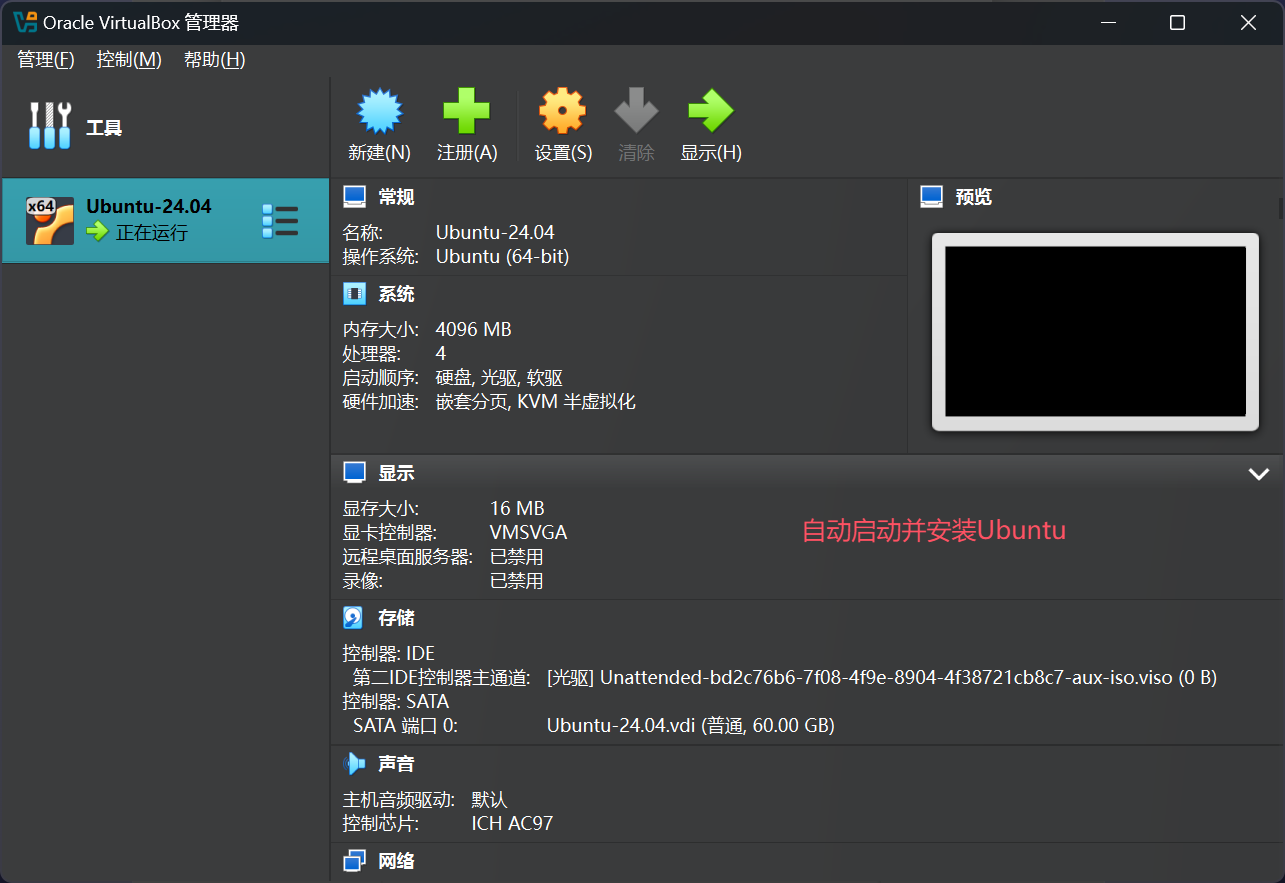 Oracle VirtualBox 管理器
管理(F) 控制(M) 帮助(H)
工具
新建(N) 注册(A) 设置(S) 清除 显示(H)
x64
Ubuntu-24.04
正在运行
常规
名称: Ubuntu-24.04
操作系统: Ubuntu (64-bit)
预览
系统
内存大小: 4096 MB
处理器: 4
启动顺序: 硬盘, 光驱, 软驱
硬件加速: 嵌套分页, KVM 半虚拟化
显示
显存大小: 16 MB
显卡控制器: VMSVGA
远程桌面服务器: 已禁用
录像: 已禁用
自动启动并安装Ubuntu
存储
控制器: IDE
第二IDE控制器主通道: [光驱] Unattended-bd2c76b6-7f08-4f9e-8904-4f38721cb8c7-aux-iso.viso (0 B)
控制器: SATA
SATA 端口 0: Ubuntu-24.04.vdi (普通, 60.00 GB)
声音
主机音频驱动: 默认
控制芯片: ICH AC97
网络